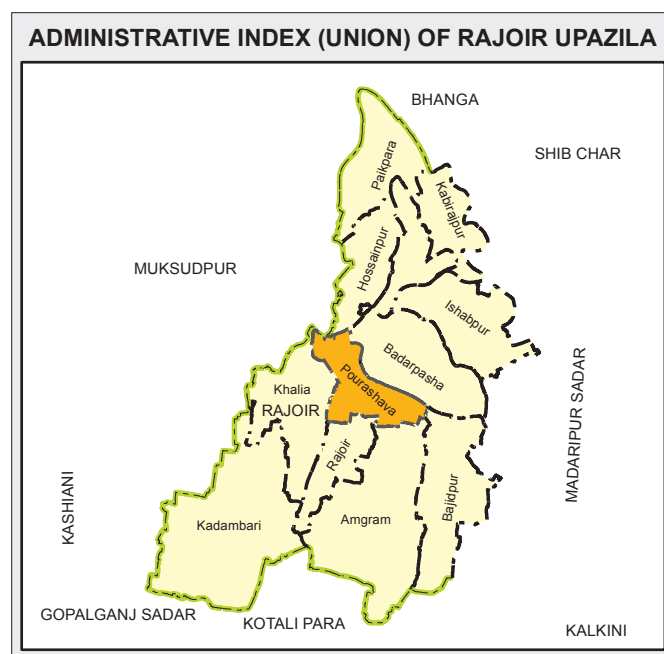 ADMINISTRATIVE INDEX (UNION) OF RAJOIR UPAZILA
BHANGA
SHIB CHAR
Paikpara
Kabirajpur
MUKSUDPUR
Hossainpur
Ishabpur
Badarpasha
Pourashava
Khalia
RAJOIR
MADARIPUR SADAR
Rajoir
Bajidpur
KASHIANI
Kadambari
Amgram
GOPALGANJ SADAR
KOTALI PARA
KALKINI